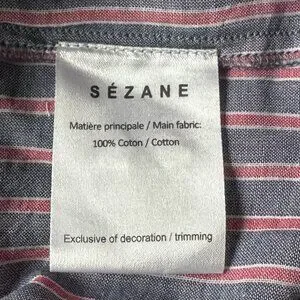 SÉZANE
Matière principale / Main fabric:
100% Coton / Cotton
Exclusive of decoration / trimming